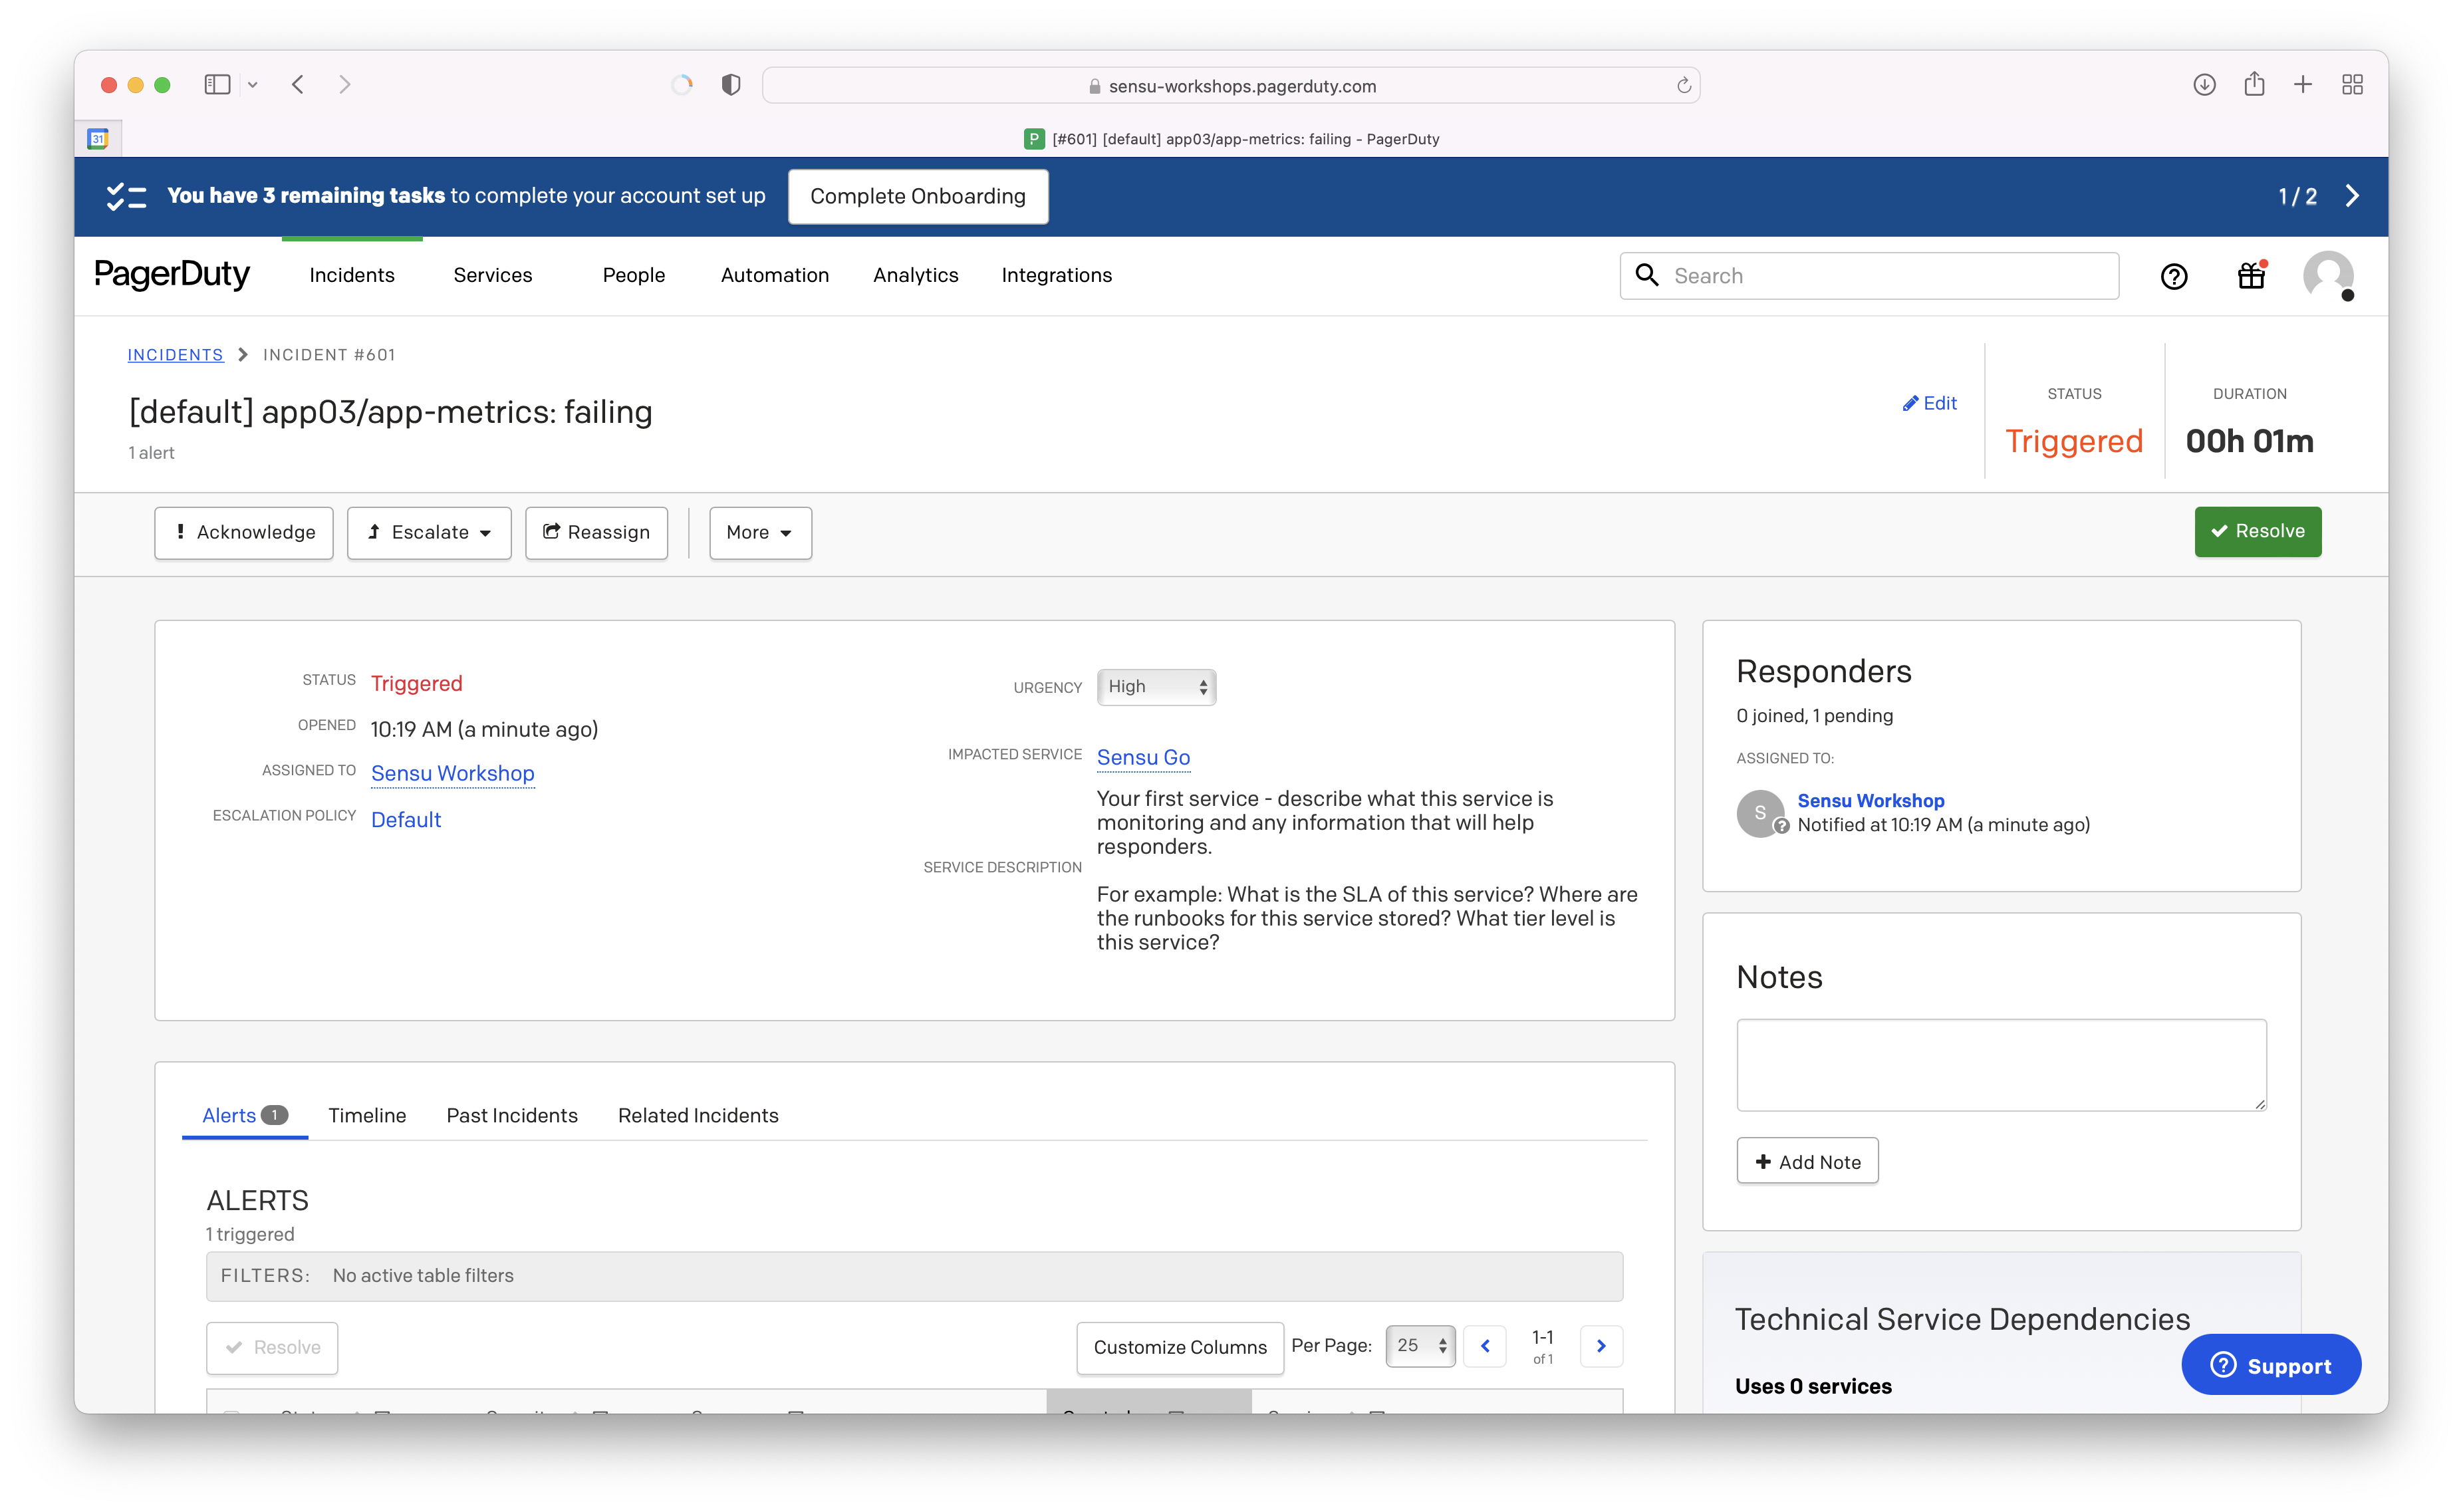 sensu-workshops.pagerduty.com
31
P [#601] [default] app03/app-metrics: failing - PagerDuty
You have 3 remaining tasks to complete your account set up
Complete Onboarding
1 / 2
PagerDuty
Incidents
Services
People
Automation
Analytics
Integrations
Search
INCIDENTS > INCIDENT #601
[default] app03/app-metrics: failing
1 alert
Edit
STATUS
Triggered
DURATION
00h 01m
Acknowledge
Escalate
Reassign
More
Resolve
STATUS Triggered
OPENED 10:19 AM (a minute ago)
ASSIGNED TO Sensu Workshop
ESCALATION POLICY Default
URGENCY High
IMPACTED SERVICE Sensu Go
SERVICE DESCRIPTION
Your first service - describe what this service is
monitoring and any information that will help
responders.
For example: What is the SLA of this service? Where are
the runbooks for this service stored? What tier level is
this service?
Responders
0 joined, 1 pending
ASSIGNED TO:
S
Sensu Workshop
Notified at 10:19 AM (a minute ago)
Notes
+ Add Note
Alerts 1
Timeline
Past Incidents
Related Incidents
ALERTS
1 triggered
FILTERS: No active table filters
Resolve
Customize Columns
Per Page: 25
1-1
of 1
Technical Service Dependencies
Uses 0 services
Support